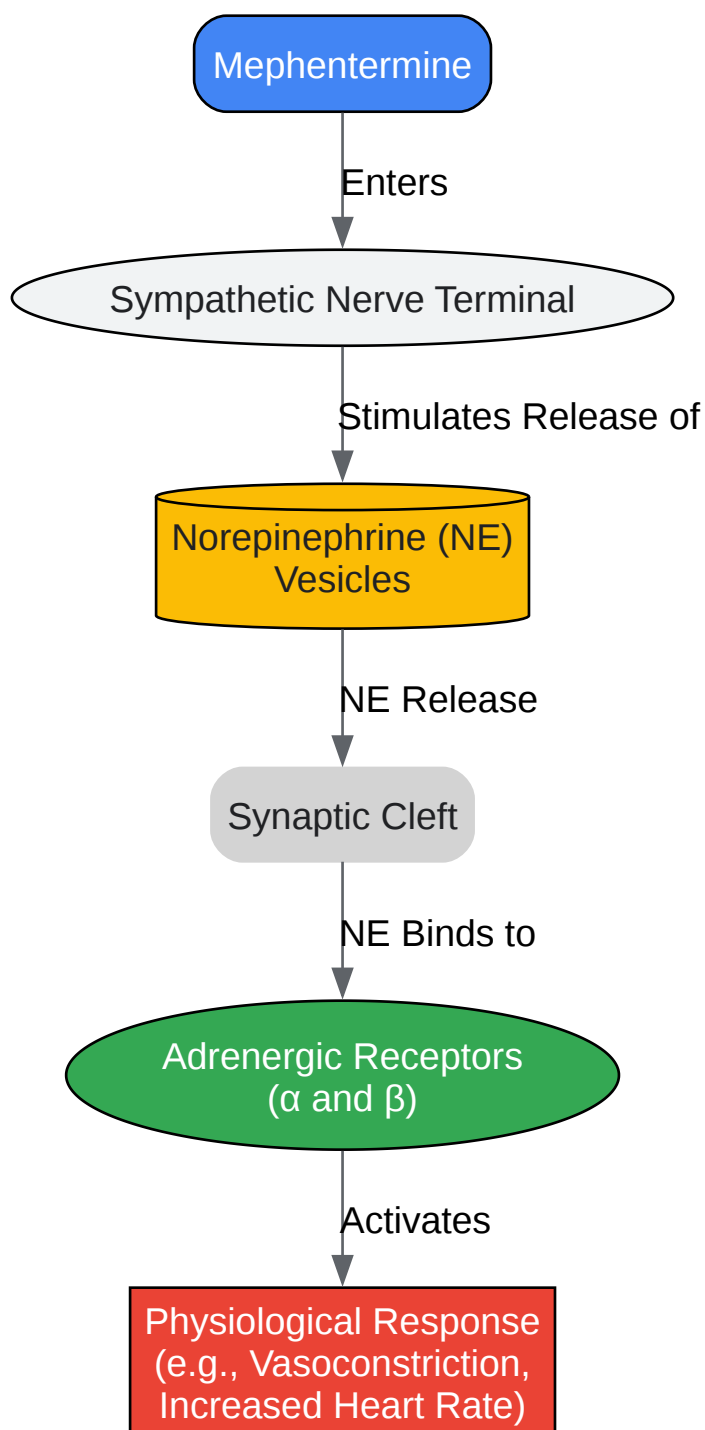 Mephentermine
Enters
Sympathetic Nerve Terminal
Stimulates Release of
Norepinephrine (NE)
Vesicles
NE Release
Synaptic Cleft
NE Binds to
Adrenergic Receptors
(α and β)
Activates
Physiological Response
(e.g., Vasoconstriction,
Increased Heart Rate)